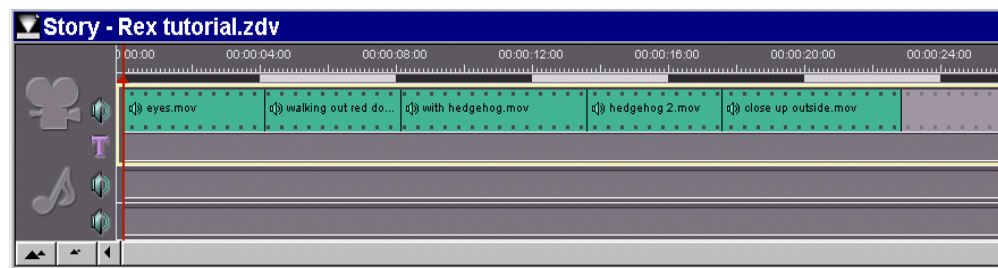 Story - Rex tutorial.zdv
00:00 00:00:04:00 00:00:08:00 00:00:12:00 00:00:16:00 00:00:20:00 00:00:24:00
eyes.mov walking out red do... with hedgehog.mov hedgehog 2.mov close up outside.mov
T